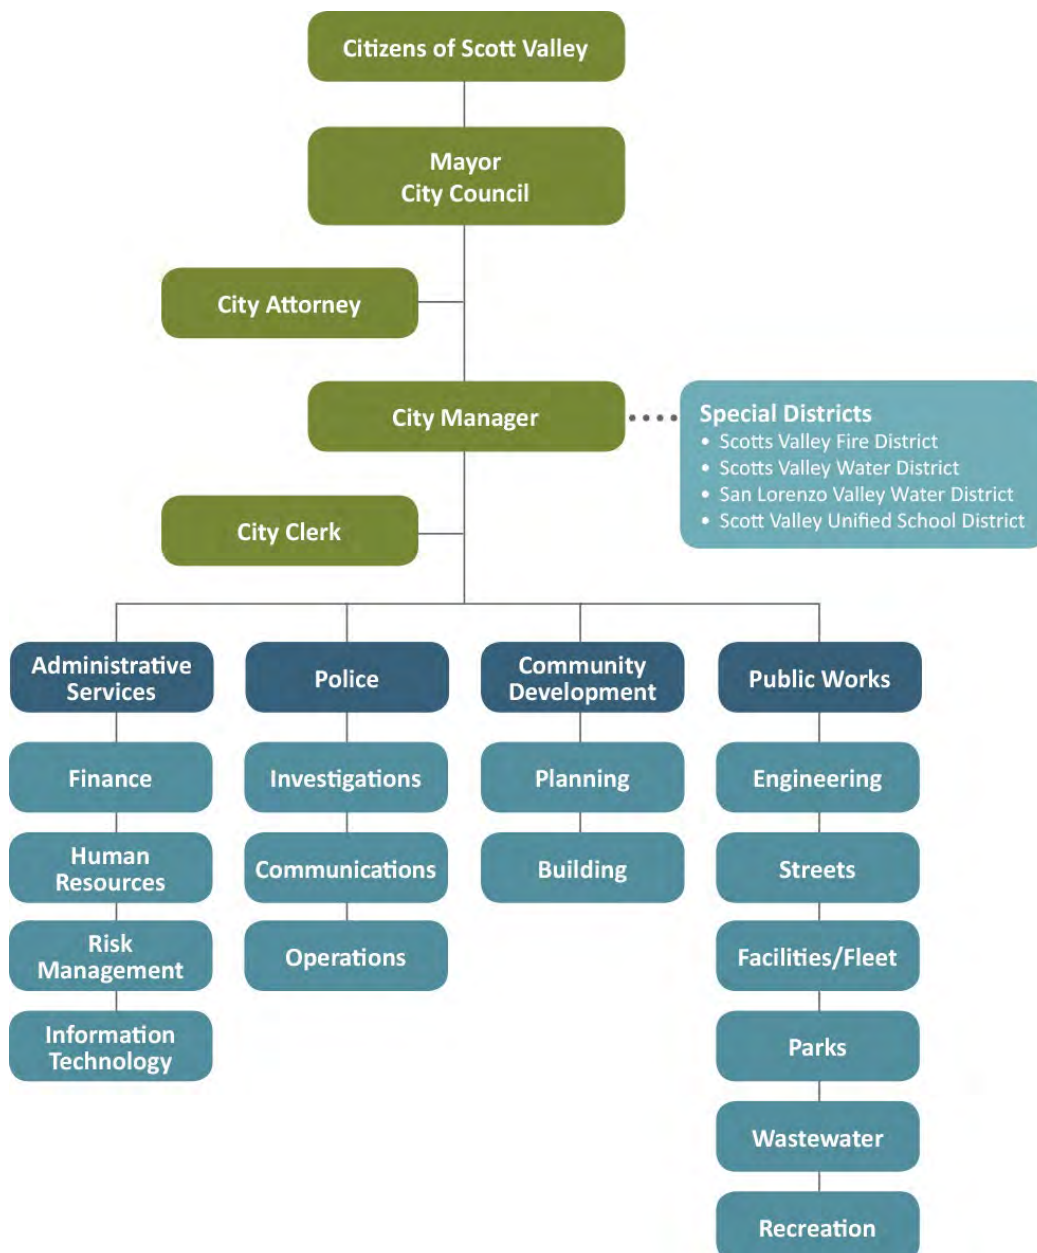 Citizens of Scott Valley
Mayor
City Council
City Attorney
City Manager
Special Districts
• Scotts Valley Fire District
• Scotts Valley Water District
• San Lorenzo Valley Water District
• Scott Valley Unified School District
City Clerk
Administrative
Services
Finance
Human
Resources
Risk
Management
Information
Technology
Police
Investigations
Communications
Operations
Community
Development
Planning
Building
Public Works
Engineering
Streets
Facilities/Fleet
Parks
Wastewater
Recreation